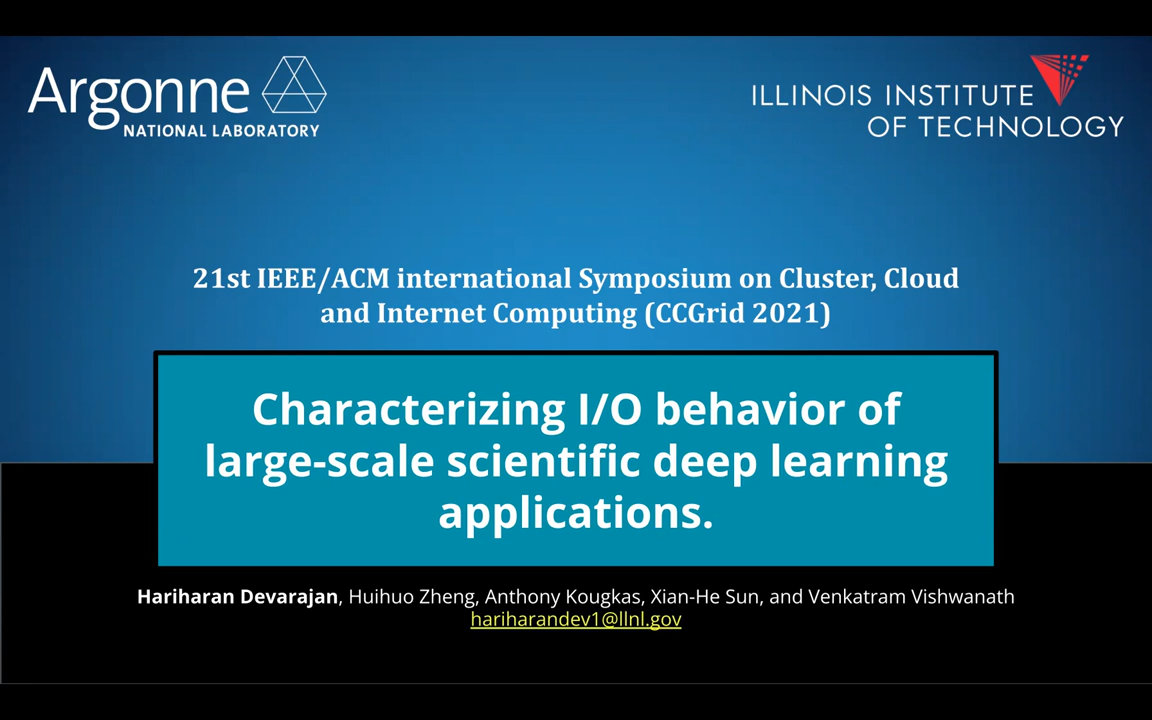 Argonne
NATIONAL LABORATORY
ILLINOIS INSTITUTE
OF TECHNOLOGY
21st IEEE/ACM international Symposium on Cluster, Cloud
and Internet Computing (CCGrid 2021)
Characterizing I/O behavior of
large-scale scientific deep learning
applications.
Hariharan Devarajan, Huihuo Zheng, Anthony Kougkas, Xian-He Sun, and Venkatram Vishwanath
hariharandev1@llnl.gov